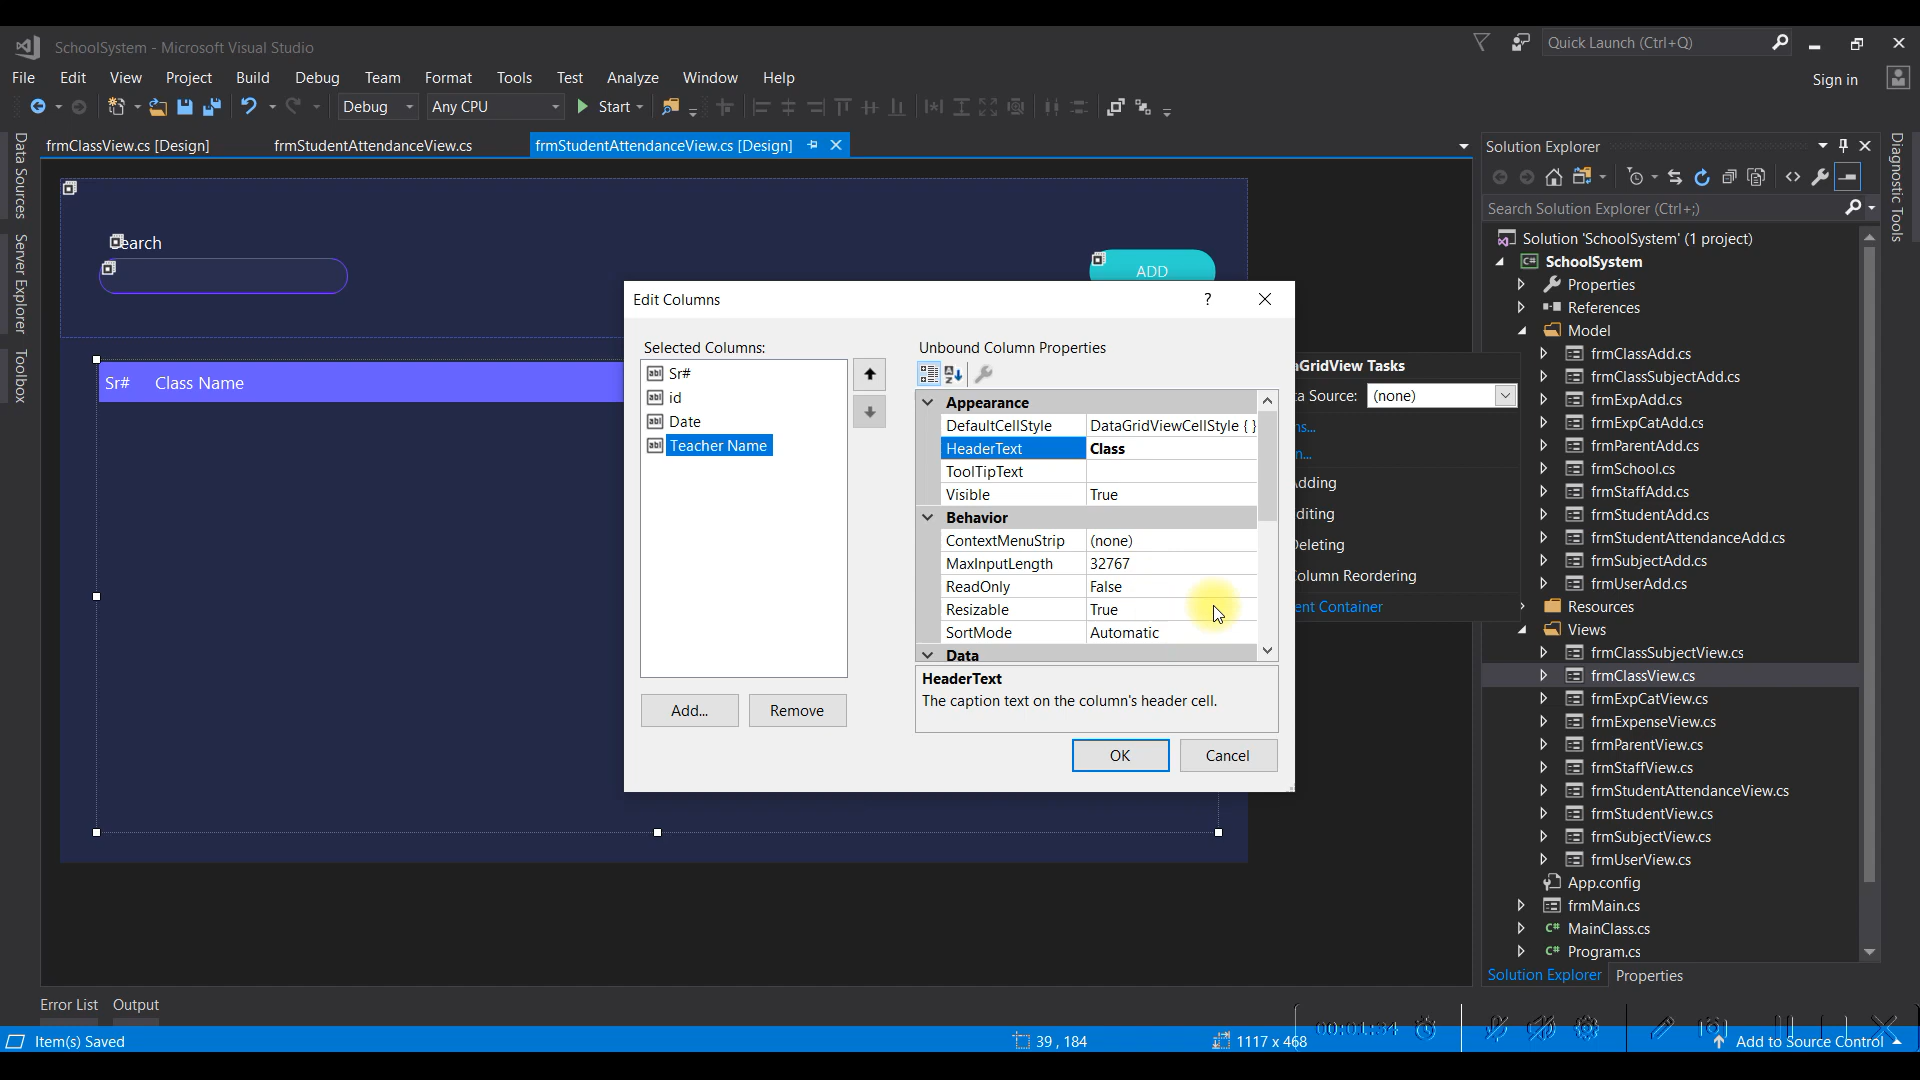 SchoolSystem - Microsoft Visual Studio
Quick Launch (Ctrl+Q)
File Edit View Project Build Debug Team Format Tools Test Analyze Window Help
Sign in
Debug Any CPU Start
frmClassView.cs [Design] frmStudentAttendanceView.cs frmStudentAttendanceView.cs [Design]
Data Sources
Server Explorer
Toolbox
earch
ADD
Sr# Class Name
Edit Columns
?
Selected Columns:
Sr#
id
Date
Teacher Name
Add... Remove
Unbound Column Properties
Appearance
DefaultCellStyle DataGridViewCellStyle { }
HeaderText Class
ToolTipText
Visible True
Behavior
ContextMenuStrip (none)
MaxInputLength 32767
ReadOnly False
Resizable True
SortMode Automatic
Data
HeaderText
The caption text on the column's header cell.
OK Cancel
aGridView Tasks
a Source: (none)
ns...
n...
Adding
diting
Deleting
Column Reordering
ent Container
Solution Explorer
Search Solution Explorer (Ctrl+;)
Solution 'SchoolSystem' (1 project)
SchoolSystem
Properties
References
Model
frmClassAdd.cs
frmClassSubjectAdd.cs
frmExpAdd.cs
frmExpCatAdd.cs
frmParentAdd.cs
frmSchool.cs
frmStaffAdd.cs
frmStudentAdd.cs
frmStudentAttendanceAdd.cs
frmSubjectAdd.cs
frmUserAdd.cs
Resources
Views
frmClassSubjectView.cs
frmClassView.cs
frmExpCatView.cs
frmExpenseView.cs
frmParentView.cs
frmStaffView.cs
frmStudentAttendanceView.cs
frmStudentView.cs
frmSubjectView.cs
frmUserView.cs
App.config
frmMain.cs
MainClass.cs
Program.cs
Solution Explorer Properties
Diagnostic Tools
Error List Output
Item(s) Saved 39 , 184 1117 x 468 00:01:34 Add to Source Control